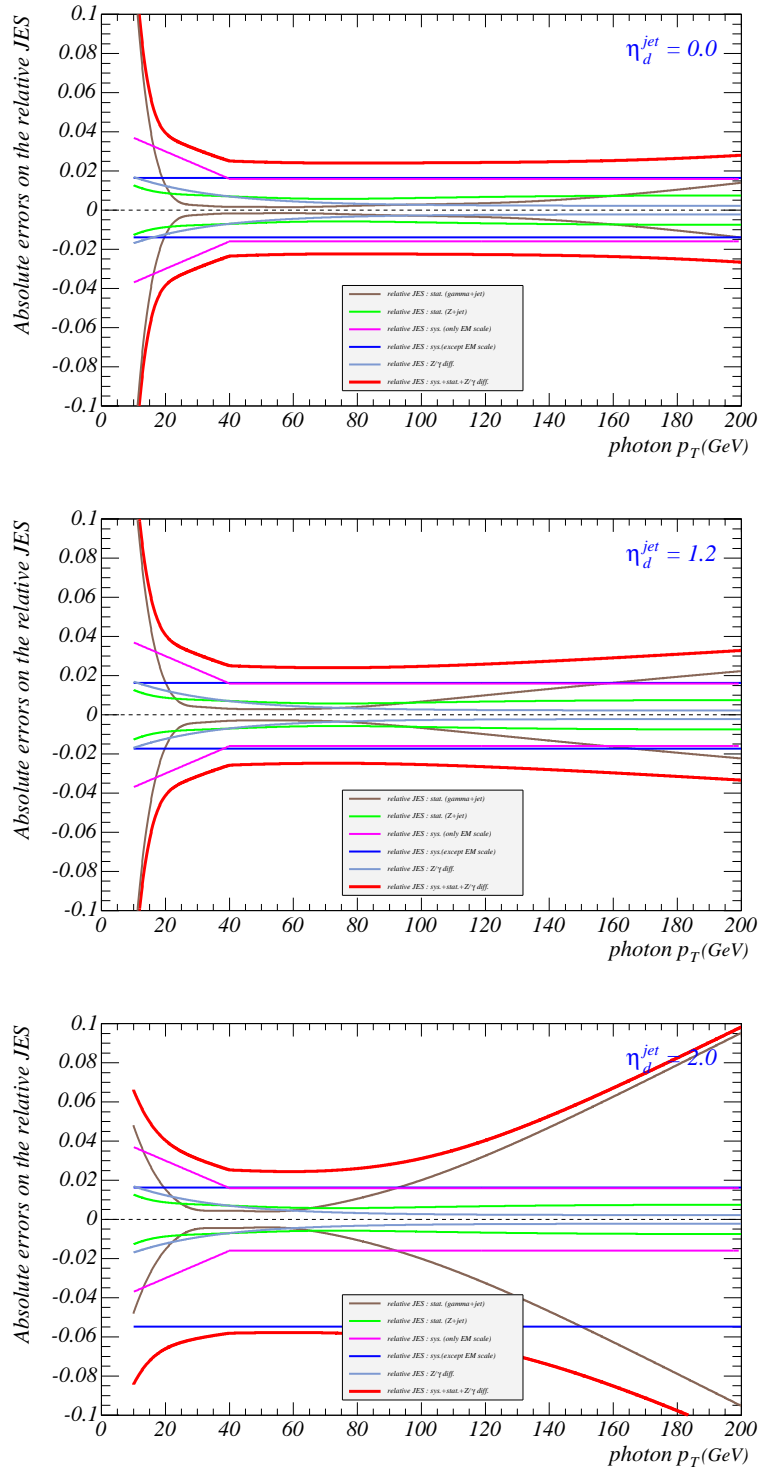 Absolute errors on the relative JES
η_d^jet = 0.0
0.1
0.08
0.06
0.04
0.02
0
-0.02
-0.04
-0.06
-0.08
-0.1
relative JES : stat. (gamma+jet)
relative JES : stat. (Z+jet)
relative JES : sys. (only EM scale)
relative JES : sys.(except EM scale)
relative JES : Z/γ diff.
relative JES : sys.+stat.+Z/γ diff.
0 20 40 60 80 100 120 140 160 180 200
photon p_T(GeV)
Absolute errors on the relative JES
η_d^jet = 1.2
0.1
0.08
0.06
0.04
0.02
0
-0.02
-0.04
-0.06
-0.08
-0.1
relative JES : stat. (gamma+jet)
relative JES : stat. (Z+jet)
relative JES : sys. (only EM scale)
relative JES : sys.(except EM scale)
relative JES : Z/γ diff.
relative JES : sys.+stat.+Z/γ diff.
0 20 40 60 80 100 120 140 160 180 200
photon p_T(GeV)
Absolute errors on the relative JES
η_d^jet = 2.0
0.1
0.08
0.06
0.04
0.02
0
-0.02
-0.04
-0.06
-0.08
-0.1
relative JES : stat. (gamma+jet)
relative JES : stat. (Z+jet)
relative JES : sys. (only EM scale)
relative JES : sys.(except EM scale)
relative JES : Z/γ diff.
relative JES : sys.+stat.+Z/γ diff.
0 20 40 60 80 100 120 140 160 180 200
photon p_T(GeV)